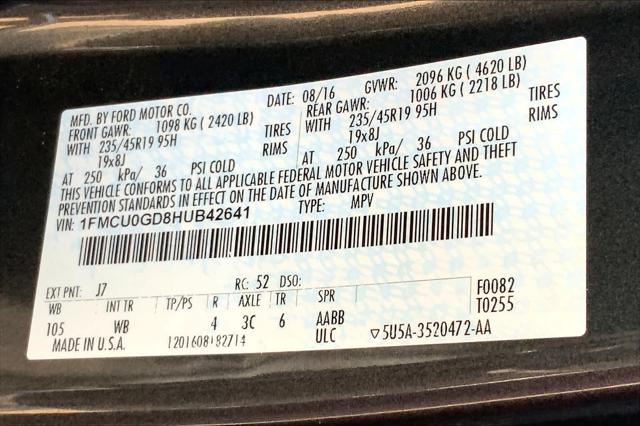 MFD. BY FORD MOTOR CO. DATE: 08/16 GVWR: 2096 KG ( 4620 LB)
FRONT GAWR: 1098 KG ( 2420 LB) REAR GAWR: 1006 KG ( 2218 LB)
WITH 235/45R19 95H TIRES WITH 235/45R19 95H TIRES
19x8J RIMS 19x8J RIMS
AT 250 kPa/ 36 PSI COLD AT 250 kPa/ 36 PSI COLD
THIS VEHICLE CONFORMS TO ALL APPLICABLE FEDERAL MOTOR VEHICLE SAFETY AND THEFT
PREVENTION STANDARDS IN EFFECT ON THE DATE OF MANUFACTURE SHOWN ABOVE.
VIN: 1FMCU0GD8HUB42641 TYPE: MPV
EXT PNT: J7 RC: 52 DSO: F0082
WB INT TR TP/PS R AXLE TR SPR T0255
105 WB 4 3C 6 AABB
MADE IN U.S.A. 1201608182714 ULC ▽5U5A-3520472-AA